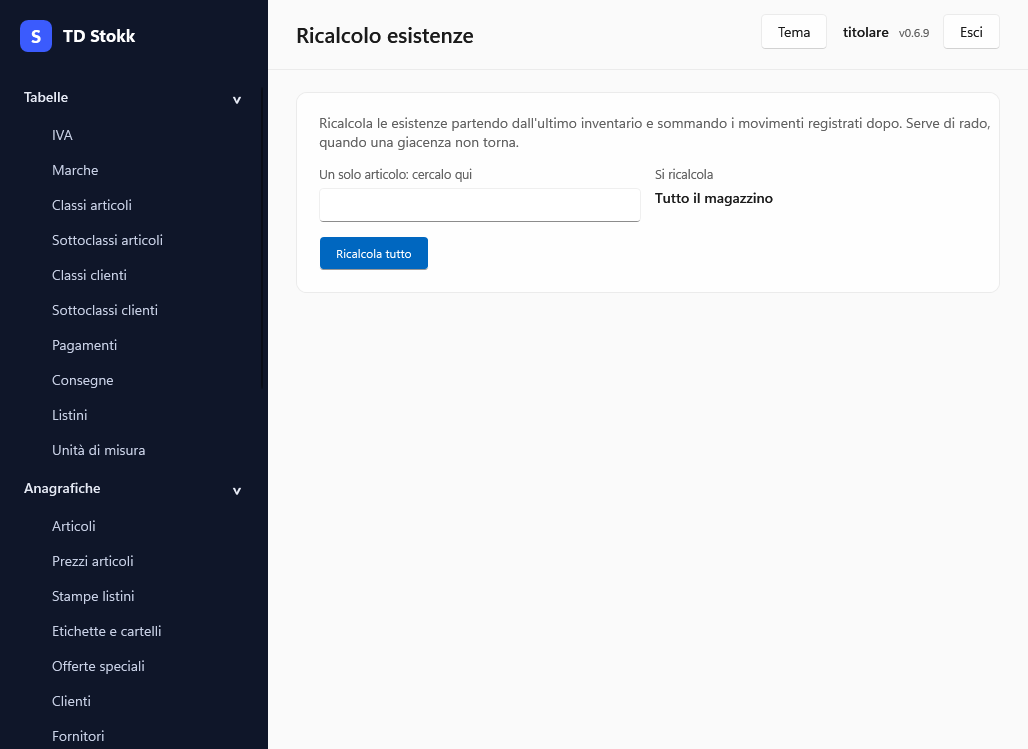 S TD Stokk
Tabelle
IVA
Marche
Classi articoli
Sottoclassi articoli
Classi clienti
Sottoclassi clienti
Pagamenti
Consegne
Listini
Unità di misura
Anagrafiche
Articoli
Prezzi articoli
Stampe listini
Etichette e cartelli
Offerte speciali
Clienti
Fornitori
Ricalcolo esistenze
Tema titolare v0.6.9 Esci
Ricalcola le esistenze partendo dall'ultimo inventario e sommando i movimenti registrati dopo. Serve di rado,
quando una giacenza non torna.
Un solo articolo: cercalo qui
Si ricalcola
Tutto il magazzino
Ricalcola tutto